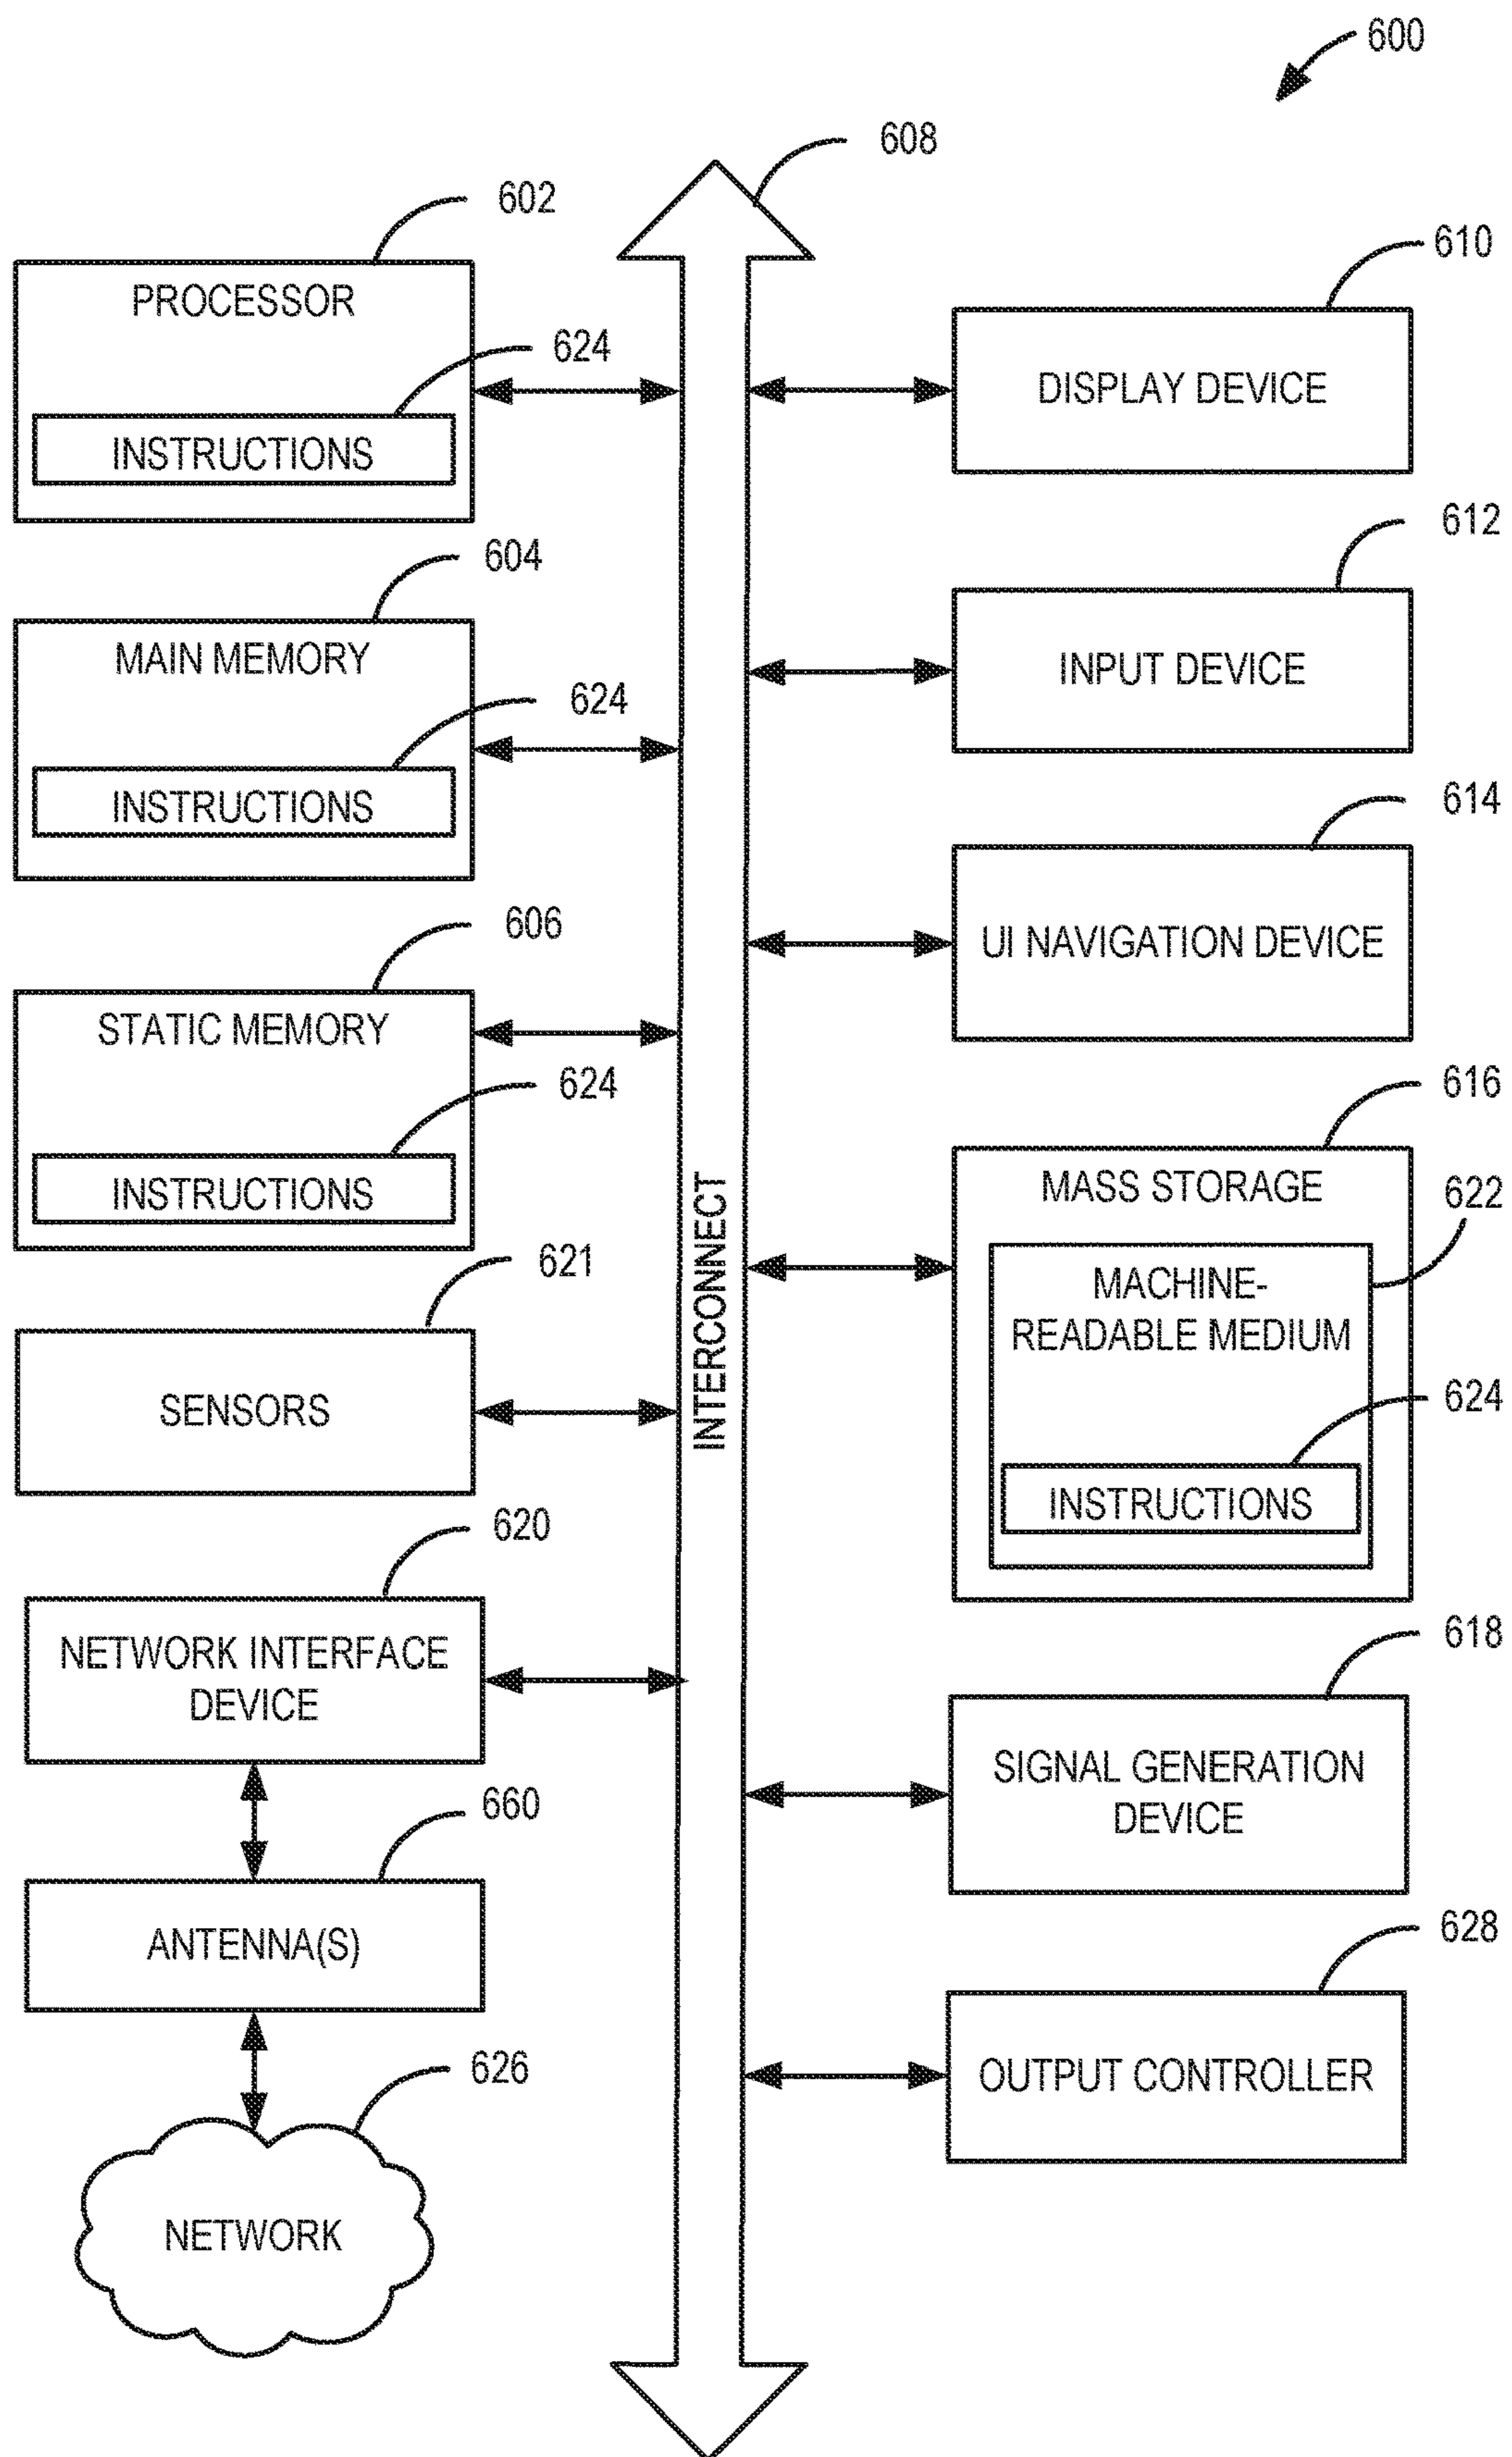 600
608
602
PROCESSOR
624
INSTRUCTIONS
604
MAIN MEMORY
624
INSTRUCTIONS
606
STATIC MEMORY
624
INSTRUCTIONS
621
SENSORS
620
NETWORK INTERFACE
DEVICE
660
ANTENNA(S)
626
NETWORK
INTERCONNECT
610
DISPLAY DEVICE
612
INPUT DEVICE
614
UI NAVIGATION DEVICE
616
MASS STORAGE
622
MACHINE-
READABLE MEDIUM
624
INSTRUCTIONS
618
SIGNAL GENERATION
DEVICE
628
OUTPUT CONTROLLER